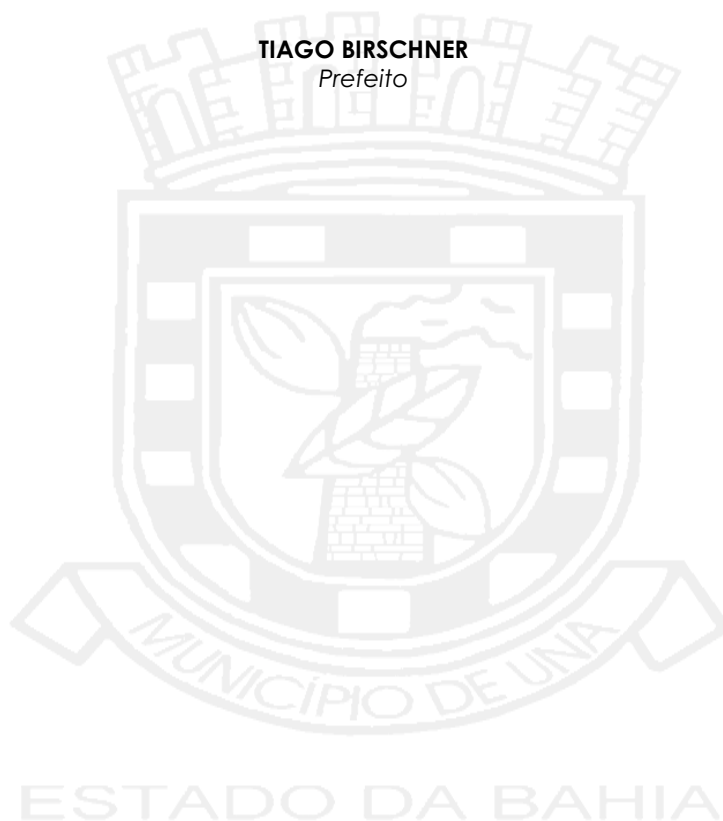 TIAGO BIRSCHNER
Prefeito
MUNICÍPIO DE UNA
ESTADO DA BAHIA